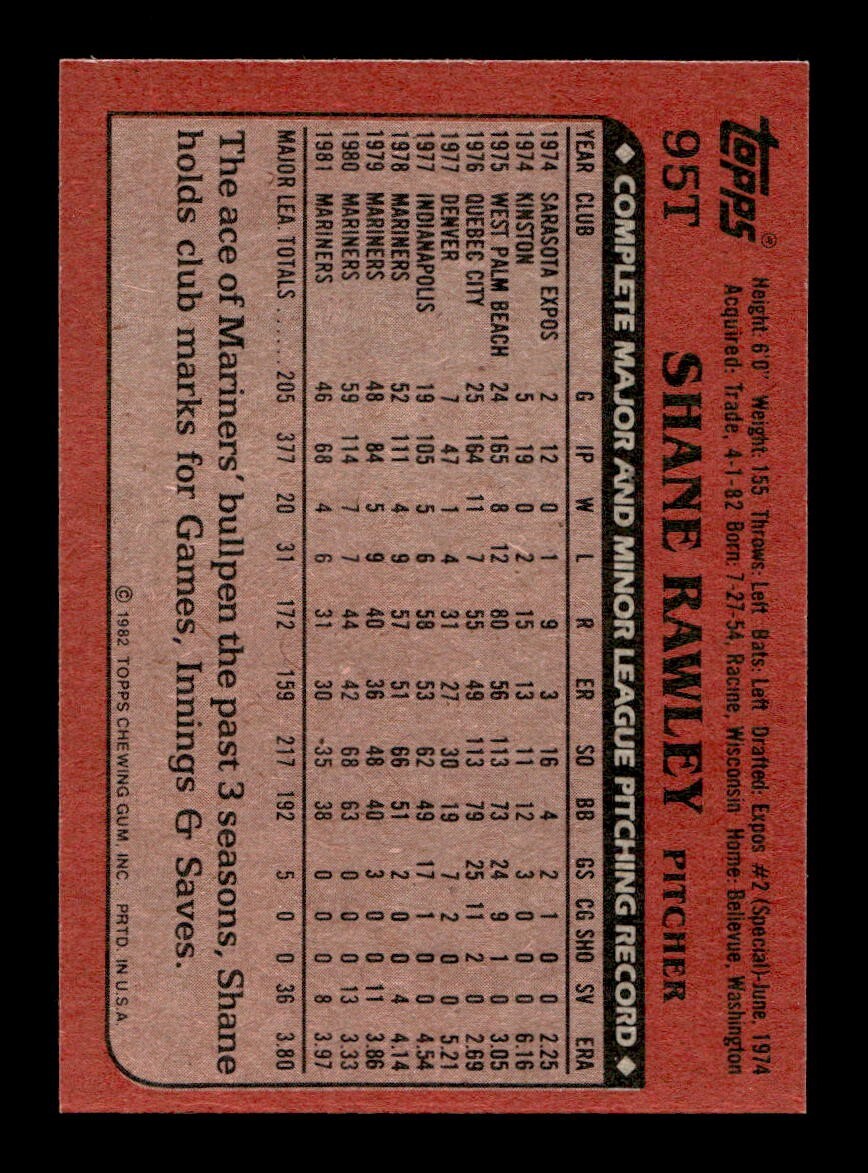 Topps®
Height: 6'0" Weight: 155 Throws: Left Bats: Left Drafted: Expos #2 (Special)-June, 1974
Acquired: Trade, 4-1-82 Born: 7-27-54, Racine, Wisconsin Home: Bellevue, Washington
95T SHANE RAWLEY PITCHER
◆ COMPLETE MAJOR AND MINOR LEAGUE PITCHING RECORD ◆
YEAR CLUB G IP W L R ER SO BB GS CG SHO SV ERA
1974 SARASOTA EXPOS 2 12 0 1 9 3 16 4 2 1 0 0 2.25
1974 KINSTON 5 19 0 2 15 13 11 12 3 0 0 0 6.16
1975 WEST PALM BEACH 24 165 8 12 80 56 113 73 24 9 1 0 3.05
1976 QUEBEC CITY 25 164 11 7 55 49 113 79 25 11 2 0 2.69
1977 DENVER 7 47 1 4 31 27 30 19 7 2 0 0 5.21
1977 INDIANAPOLIS 19 105 5 6 58 53 62 49 17 1 0 0 4.54
1978 MARINERS 52 111 4 9 57 51 66 51 2 0 0 4 4.14
1979 MARINERS 48 84 5 9 40 36 48 40 3 0 0 11 3.86
1980 MARINERS 59 114 7 7 44 42 68 63 0 0 0 13 3.33
1981 MARINERS 46 68 4 6 31 30 35 38 0 0 0 8 3.97
MAJOR LEA. TOTALS ...... 205 377 20 31 172 159 217 192 5 0 0 36 3.80
The ace of Mariners' bullpen the past 3 seasons, Shane
holds club marks for Games, Innings & Saves.
© 1982 TOPPS CHEWING GUM, INC. PRTD. IN U.S.A.